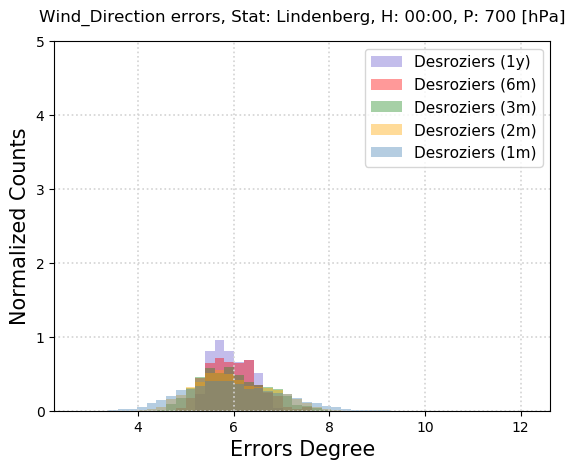 Wind_Direction errors, Stat: Lindenberg, H: 00:00, P: 700 [hPa]
Desroziers (1y)
Desroziers (6m)
Desroziers (3m)
Desroziers (2m)
Desroziers (1m)
Normalized Counts
5
4
3
2
1
0
4 6 8 10 12
Errors Degree